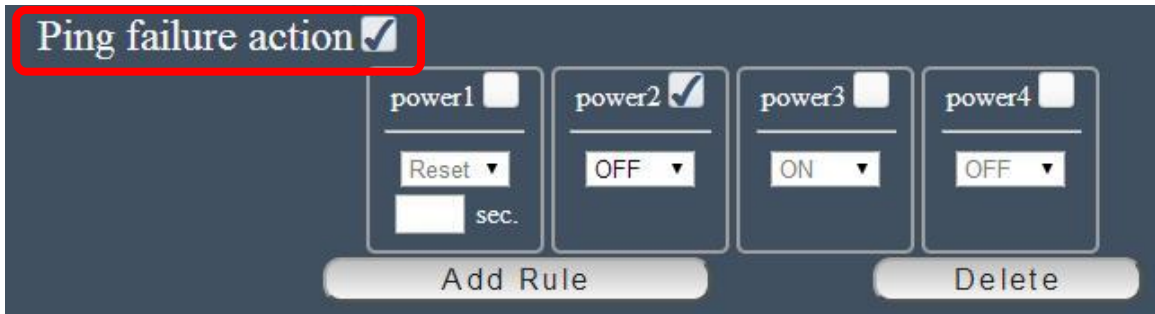 Ping failure action
power1 power2 power3 power4
Reset OFF ON OFF
sec.
Add Rule Delete